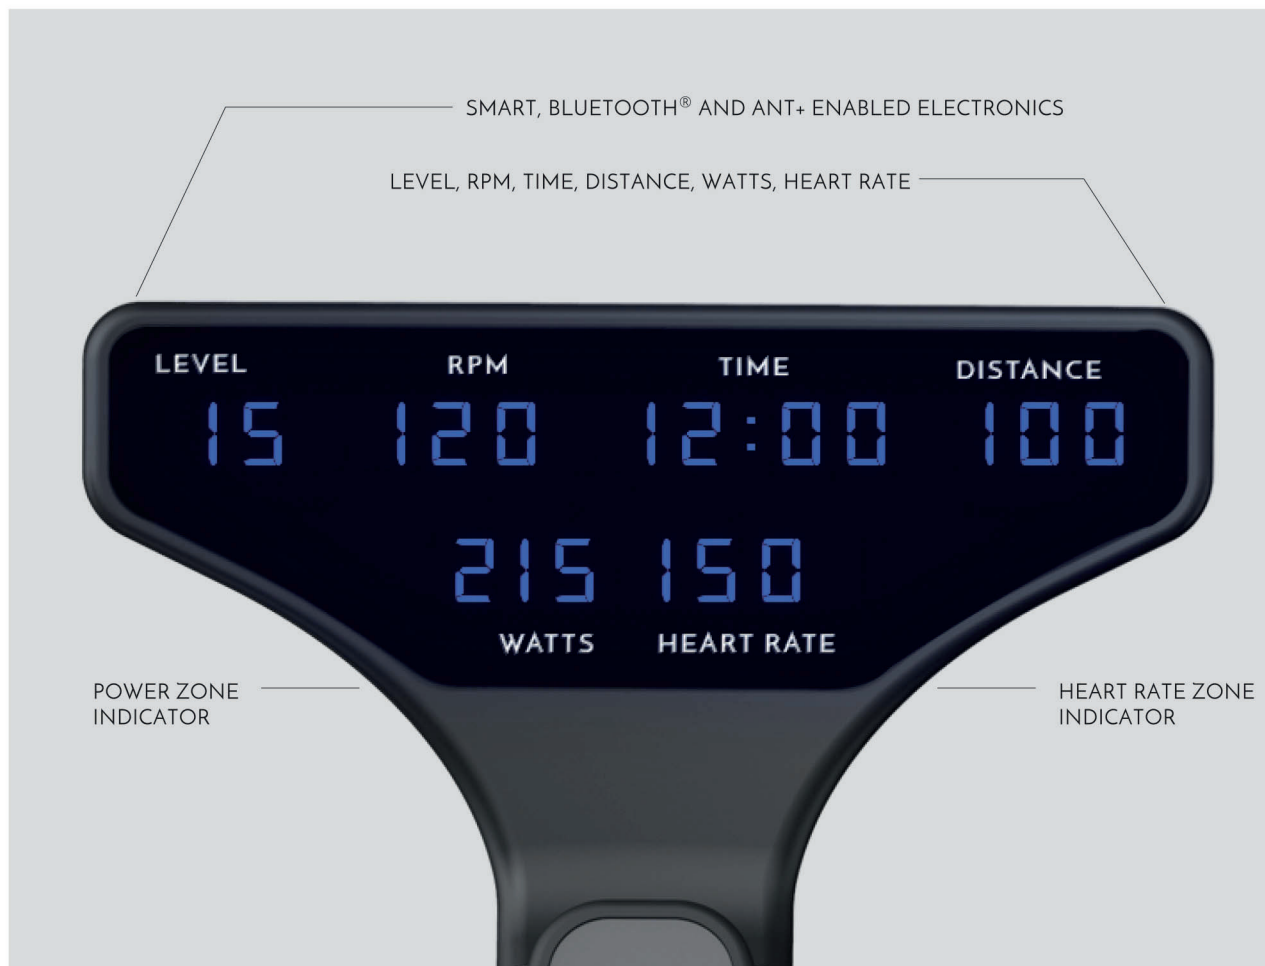 SMART, BLUETOOTH® AND ANT+ ENABLED ELECTRONICS
LEVEL, RPM, TIME, DISTANCE, WATTS, HEART RATE
LEVEL RPM TIME DISTANCE
15 120 12:00 100
215 150
WATTS HEART RATE
POWER ZONE
INDICATOR
HEART RATE ZONE
INDICATOR